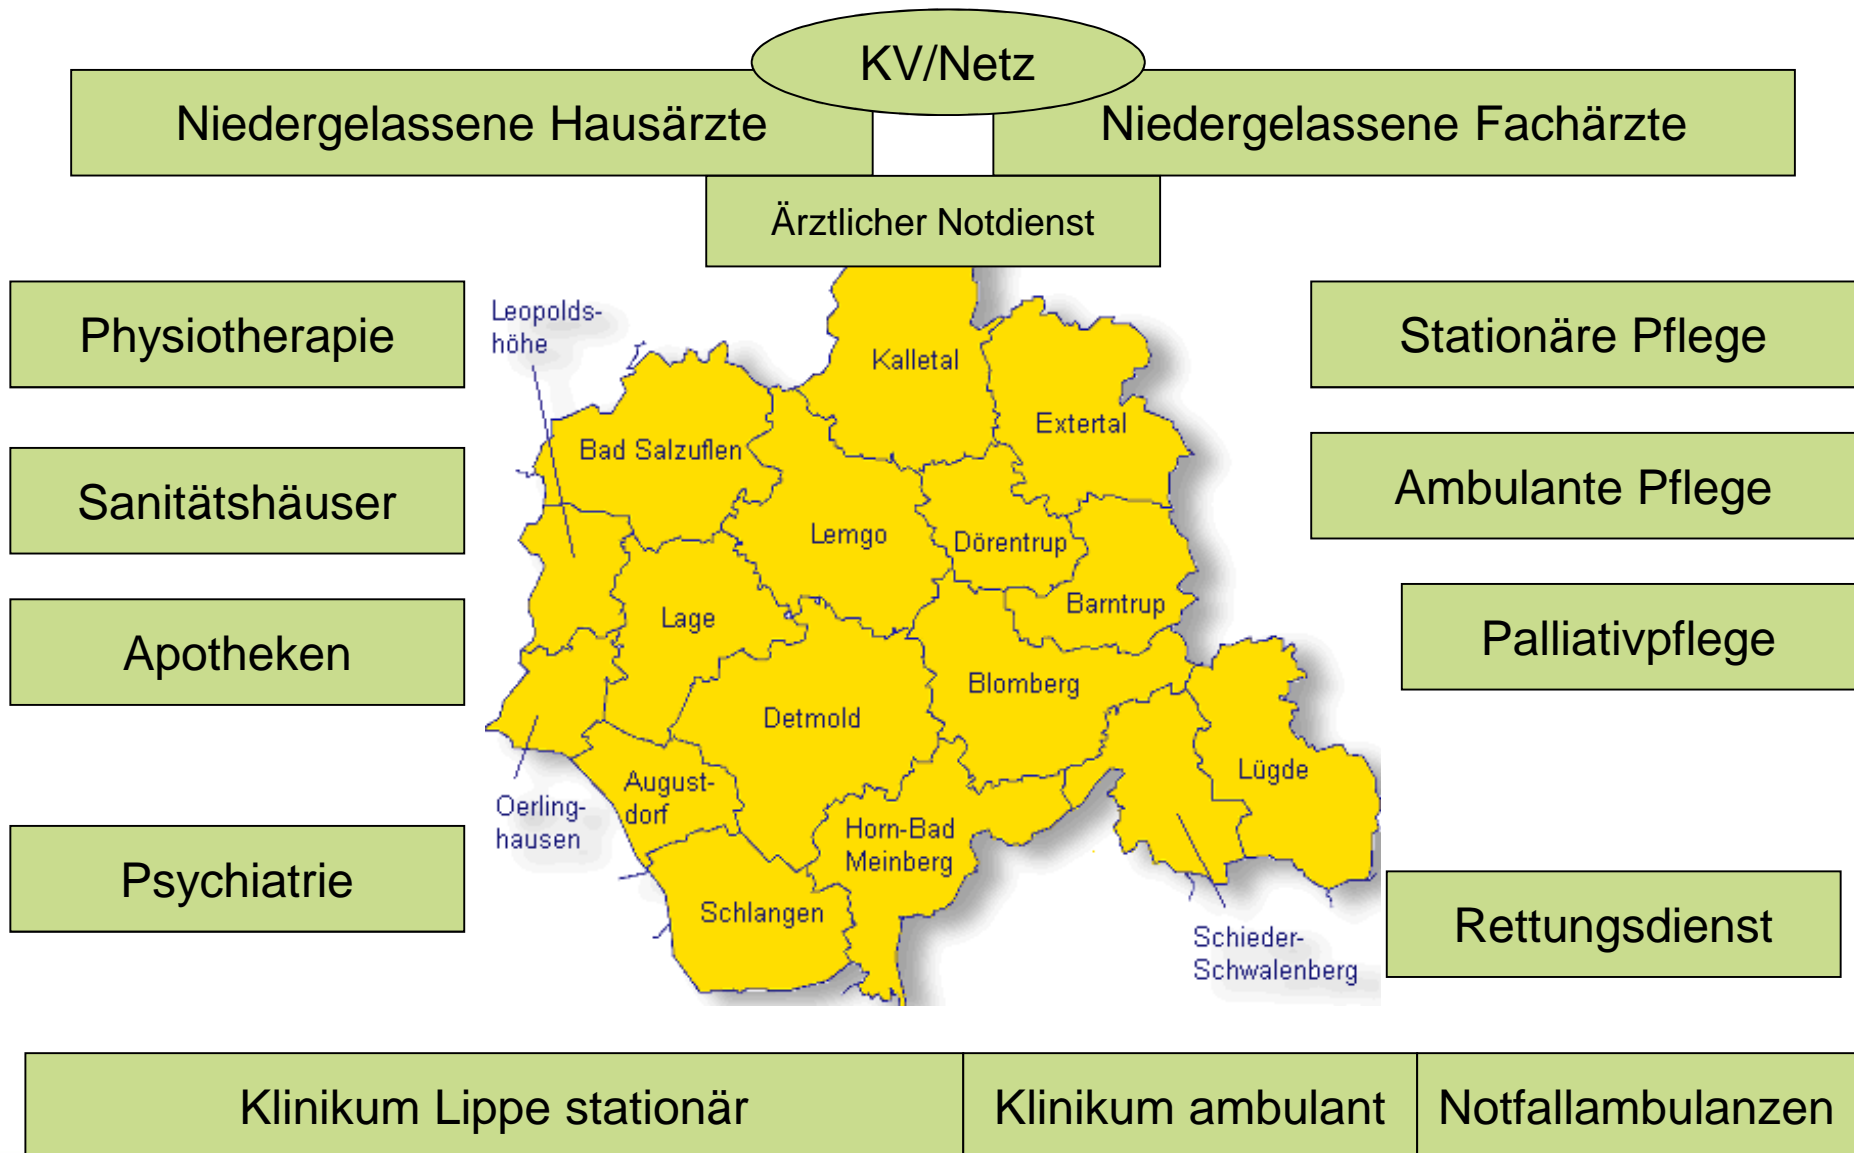 KV/Netz
Niedergelassene Hausärzte
Niedergelassene Fachärzte
Ärztlicher Notdienst
Physiotherapie
Stationäre Pflege
Leopolds-
höhe
Kalletal
Extertal
Bad Salzuflen
Sanitätshäuser
Ambulante Pflege
Lemgo
Dörentrup
Barntrup
Lage
Apotheken
Palliativpflege
Blomberg
Detmold
Lügde
August-
dorf
Oerling-
hausen
Horn-Bad
Meinberg
Psychiatrie
Schlangen
Rettungsdienst
Schieder-
Schwalenberg
Klinikum Lippe stationär
Klinikum ambulant
Notfallambulanzen